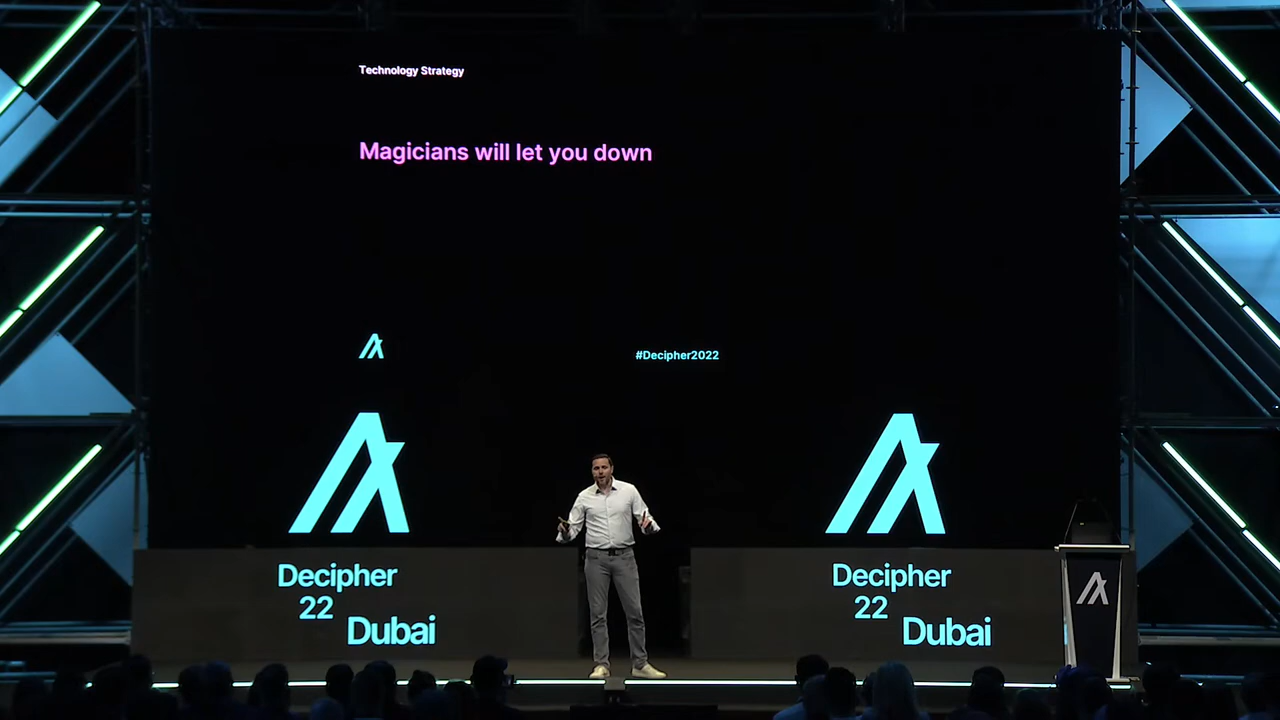 Technology Strategy
Magicians will let you down
#Decipher2022
Decipher
22
Dubai
Decipher
22
Dubai